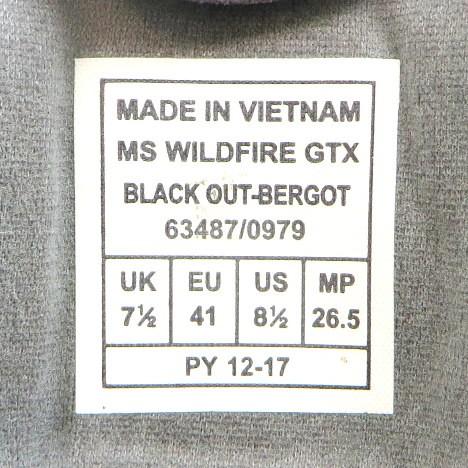 MADE IN VIETNAM
MS WILDFIRE GTX
BLACK OUT-BERGOT
63487/0979
UK EU US MP
7½ 41 8½ 26.5
PY 12-17